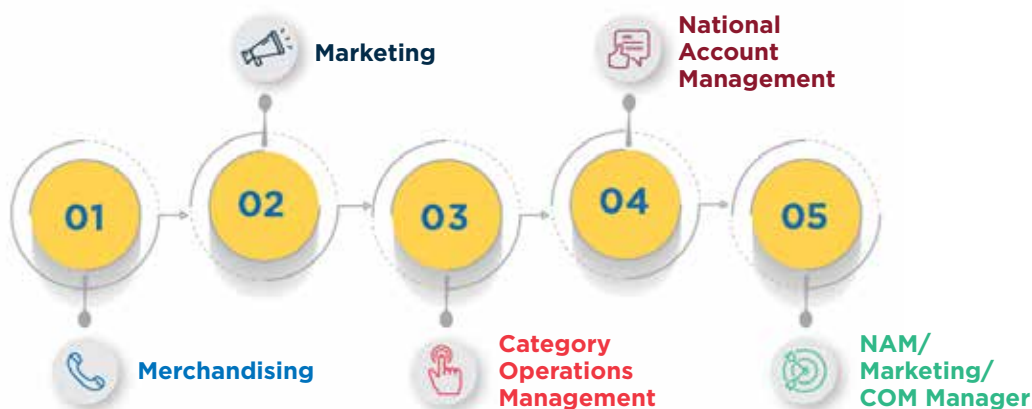 Marketing
National
Account
Management
01
02
03
04
05
Merchandising
Category
Operations
Management
NAM/
Marketing/
COM Manager